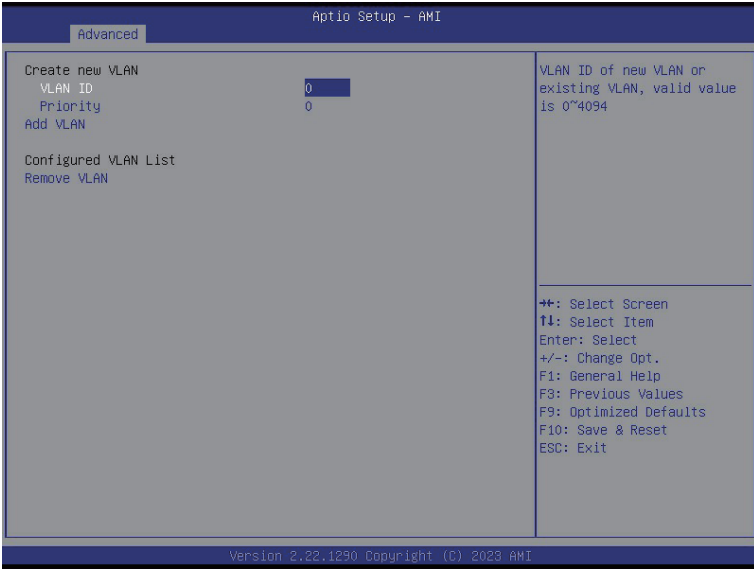 Aptio Setup – AMI
Advanced
Create new VLAN
VLAN ID 0
Priority 0
Add VLAN
Configured VLAN List
Remove VLAN
VLAN ID of new VLAN or
existing VLAN, valid value
is 0~4094
→←: Select Screen
↑↓: Select Item
Enter: Select
+/-: Change Opt.
F1: General Help
F3: Previous Values
F9: Optimized Defaults
F10: Save & Reset
ESC: Exit
Version 2.22.1290 Copyright (C) 2023 AMI